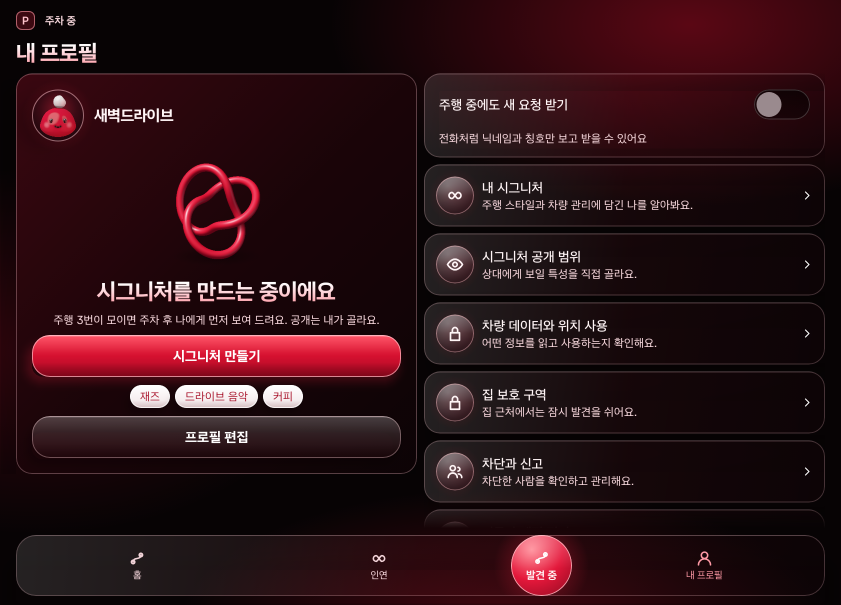 P 주차 중
내 프로필
새벽드라이브
시그니처를 만드는 중이에요
주행 3번이 모이면 주차 후 나에게 먼저 보여 드려요. 공개는 내가 골라요.
시그니처 만들기
재즈 드라이브 음악 커피
프로필 편집
주행 중에도 새 요청 받기
전화처럼 닉네임과 칭호만 보고 받을 수 있어요
내 시그니처
주행 스타일과 차량 관리에 담긴 나를 알아봐요.
시그니처 공개 범위
상대에게 보일 특성을 직접 골라요.
차량 데이터와 위치 사용
어떤 정보를 읽고 사용하는지 확인해요.
집 보호 구역
집 근처에서는 잠시 발견을 쉬어요.
차단과 신고
차단한 사람을 확인하고 관리해요.
홈 인연 발견 중 내 프로필